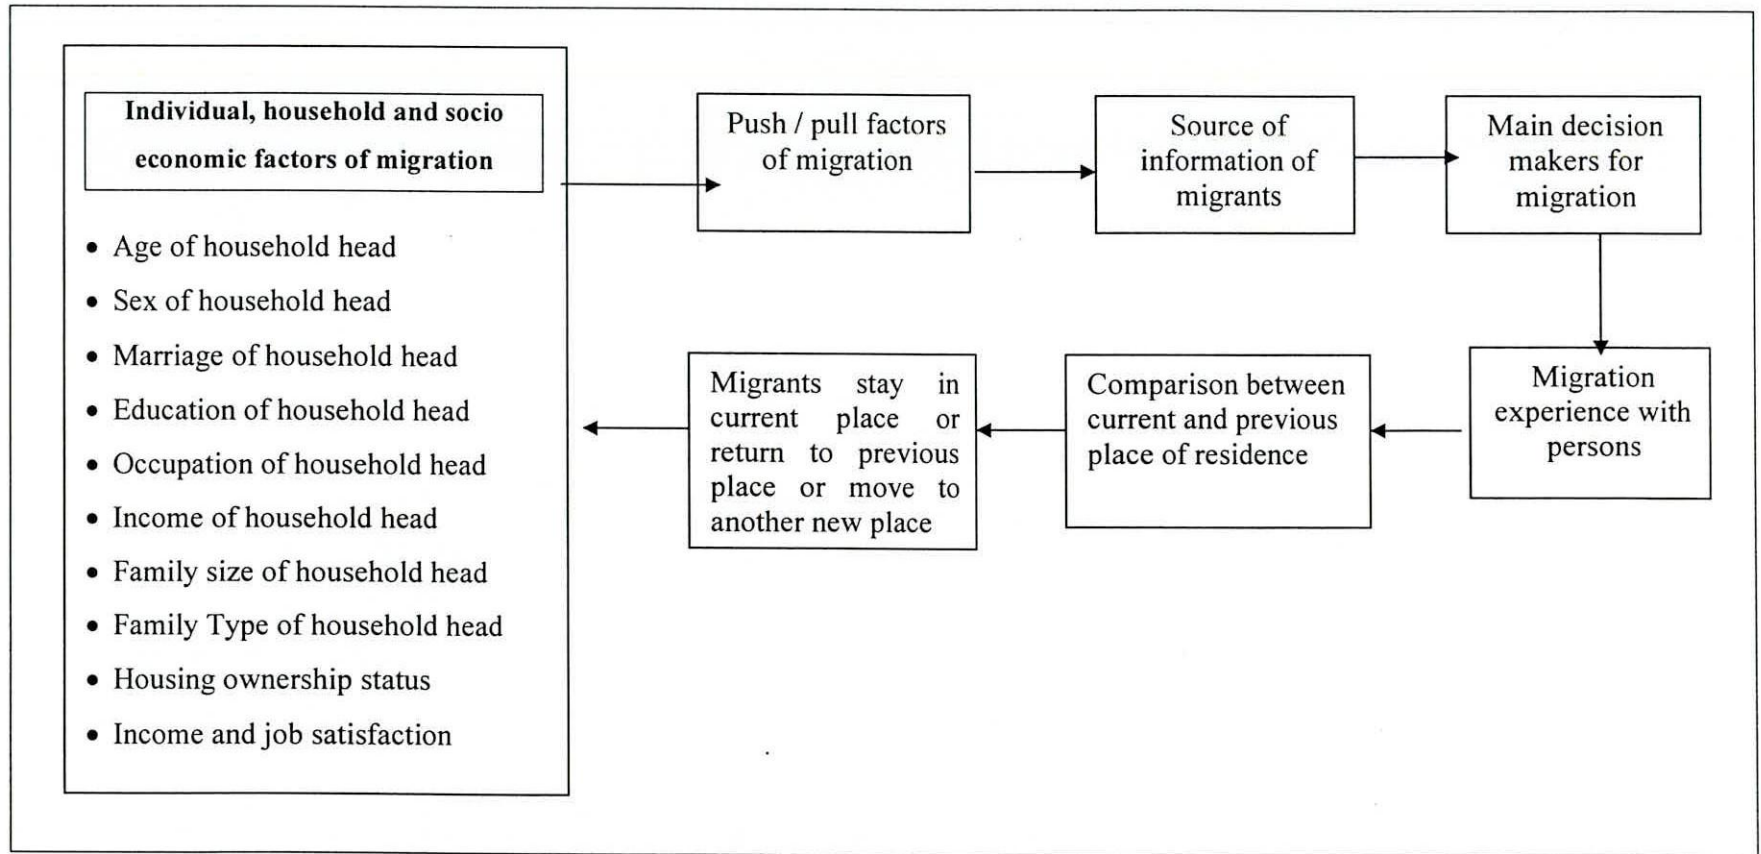 Individual, household and socio
economic factors of migration
• Age of household head
• Sex of household head
• Marriage of household head
• Education of household head
• Occupation of household head
• Income of household head
• Family size of household head
• Family Type of household head
• Housing ownership status
• Income and job satisfaction
Push / pull factors
of migration
Source of
information of
migrants
Main decision
makers for
migration
Migration
experience with
persons
Comparison between
current and previous
place of residence
Migrants stay in
current place or
return to previous
place or move to
another new place